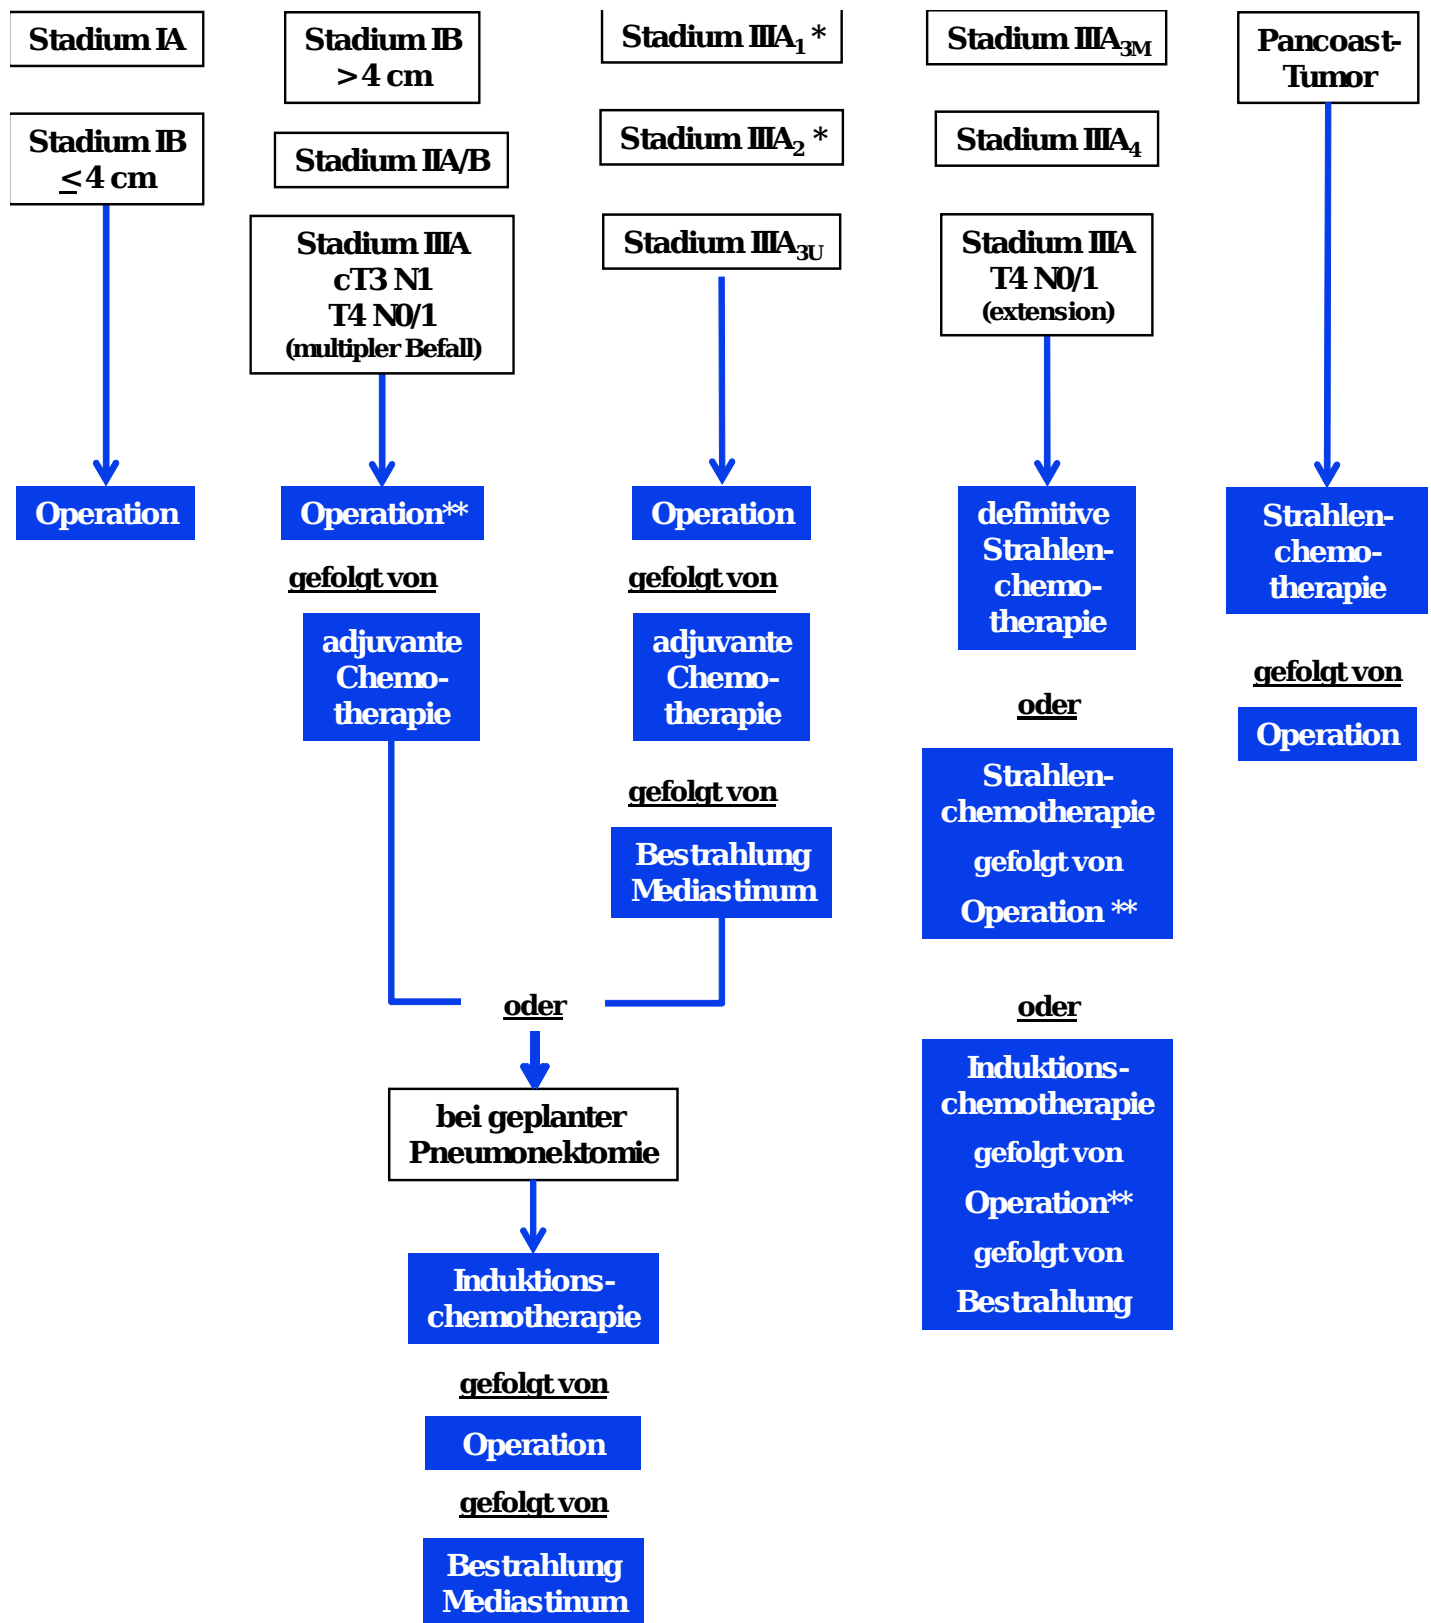 Stadium IA
Stadium IB
≤4 cm
Operation
Stadium IB
>4 cm
Stadium IIA/B
Stadium IIIA
cT3 N1
T4 N0/1
(multipler Befall)
Operation**
gefolgt von
adjuvante
Chemo-
therapie
Stadium IIIA1 *
Stadium IIIA2 *
Stadium IIIA3U
Operation
gefolgt von
adjuvante
Chemo-
therapie
gefolgt von
Bestrahlung
Mediastinum
oder
bei geplanter
Pneumonektomie
Induktions-
chemotherapie
gefolgt von
Operation
gefolgt von
Bestrahlung
Mediastinum
Stadium IIIA3M
Stadium IIIA4
Stadium IIIA
T4 N0/1
(extension)
definitive
Strahlen-
chemo-
therapie
oder
Strahlen-
chemotherapie
gefolgt von
Operation **
oder
Induktions-
chemotherapie
gefolgt von
Operation**
gefolgt von
Bestrahlung
Pancoast-
Tumor
Strahlen-
chemo-
therapie
gefolgt von
Operation